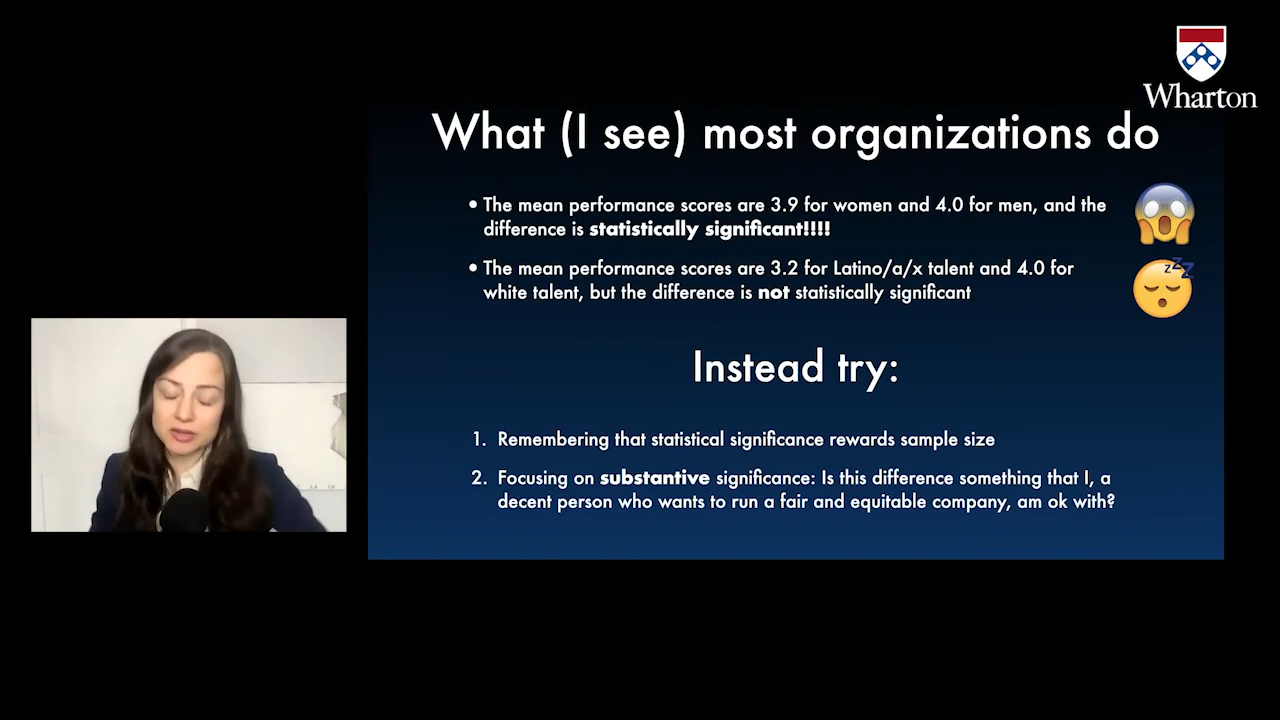 Wharton
What (I see) most organizations do
• The mean performance scores are 3.9 for women and 4.0 for men, and the
difference is statistically significant!!!!
• The mean performance scores are 3.2 for Latino/a/x talent and 4.0 for
white talent, but the difference is not statistically significant
zzZ
Instead try:
1. Remembering that statistical significance rewards sample size
2. Focusing on substantive significance: Is this difference something that I, a
decent person who wants to run a fair and equitable company, am ok with?